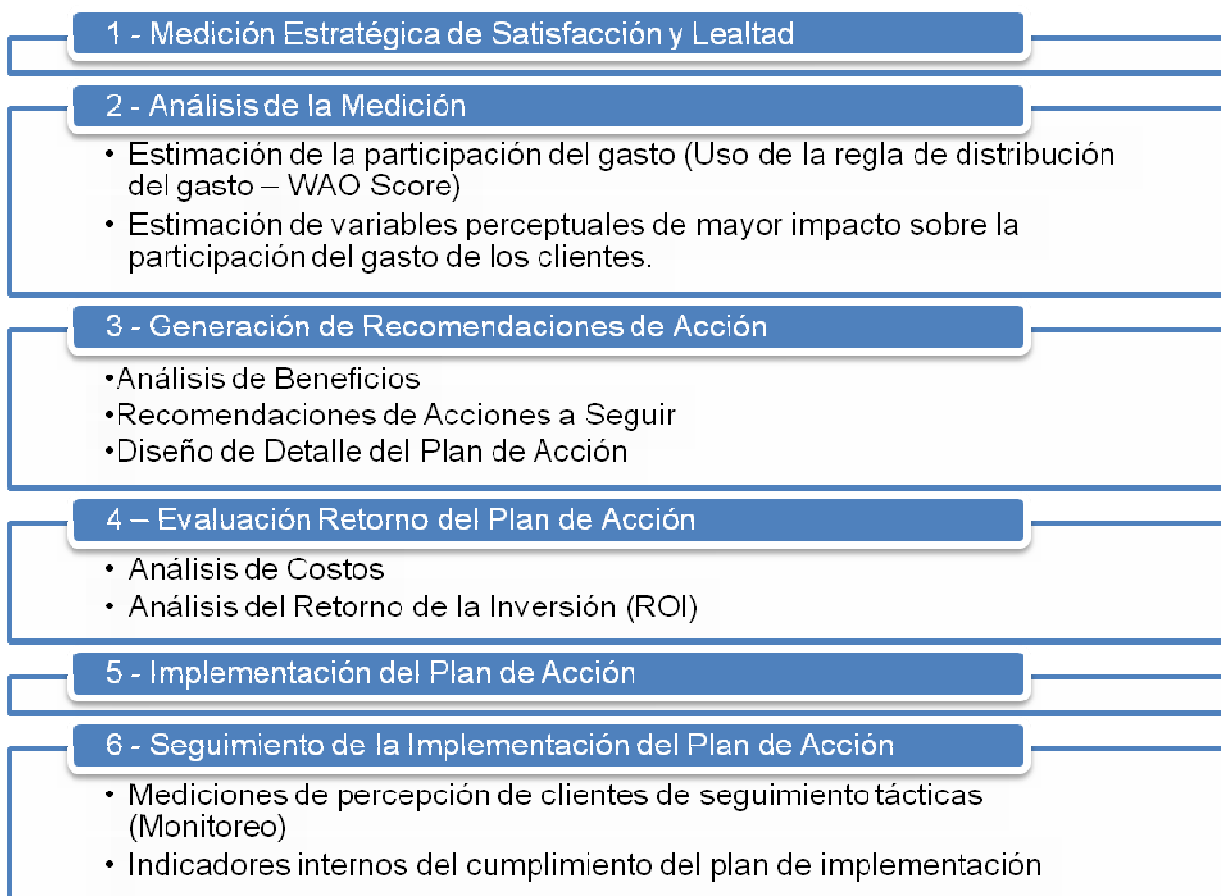 1 - Medición Estratégica de Satisfacción y Lealtad
2 - Análisis de la Medición
• Estimación de la participación del gasto (Uso de la regla de distribución
del gasto – WAO Score)
• Estimación de variables perceptuales de mayor impacto sobre la
participación del gasto de los clientes.
3 - Generación de Recomendaciones de Acción
•Análisis de Beneficios
•Recomendaciones de Acciones a Seguir
•Diseño de Detalle del Plan de Acción
4 – Evaluación Retorno del Plan de Acción
• Análisis de Costos
• Análisis del Retorno de la Inversión (ROI)
5 - Implementación del Plan de Acción
6 - Seguimiento de la Implementación del Plan de Acción
• Mediciones de percepción de clientes de seguimiento tácticas
(Monitoreo)
• Indicadores internos del cumplimiento del plan de implementación